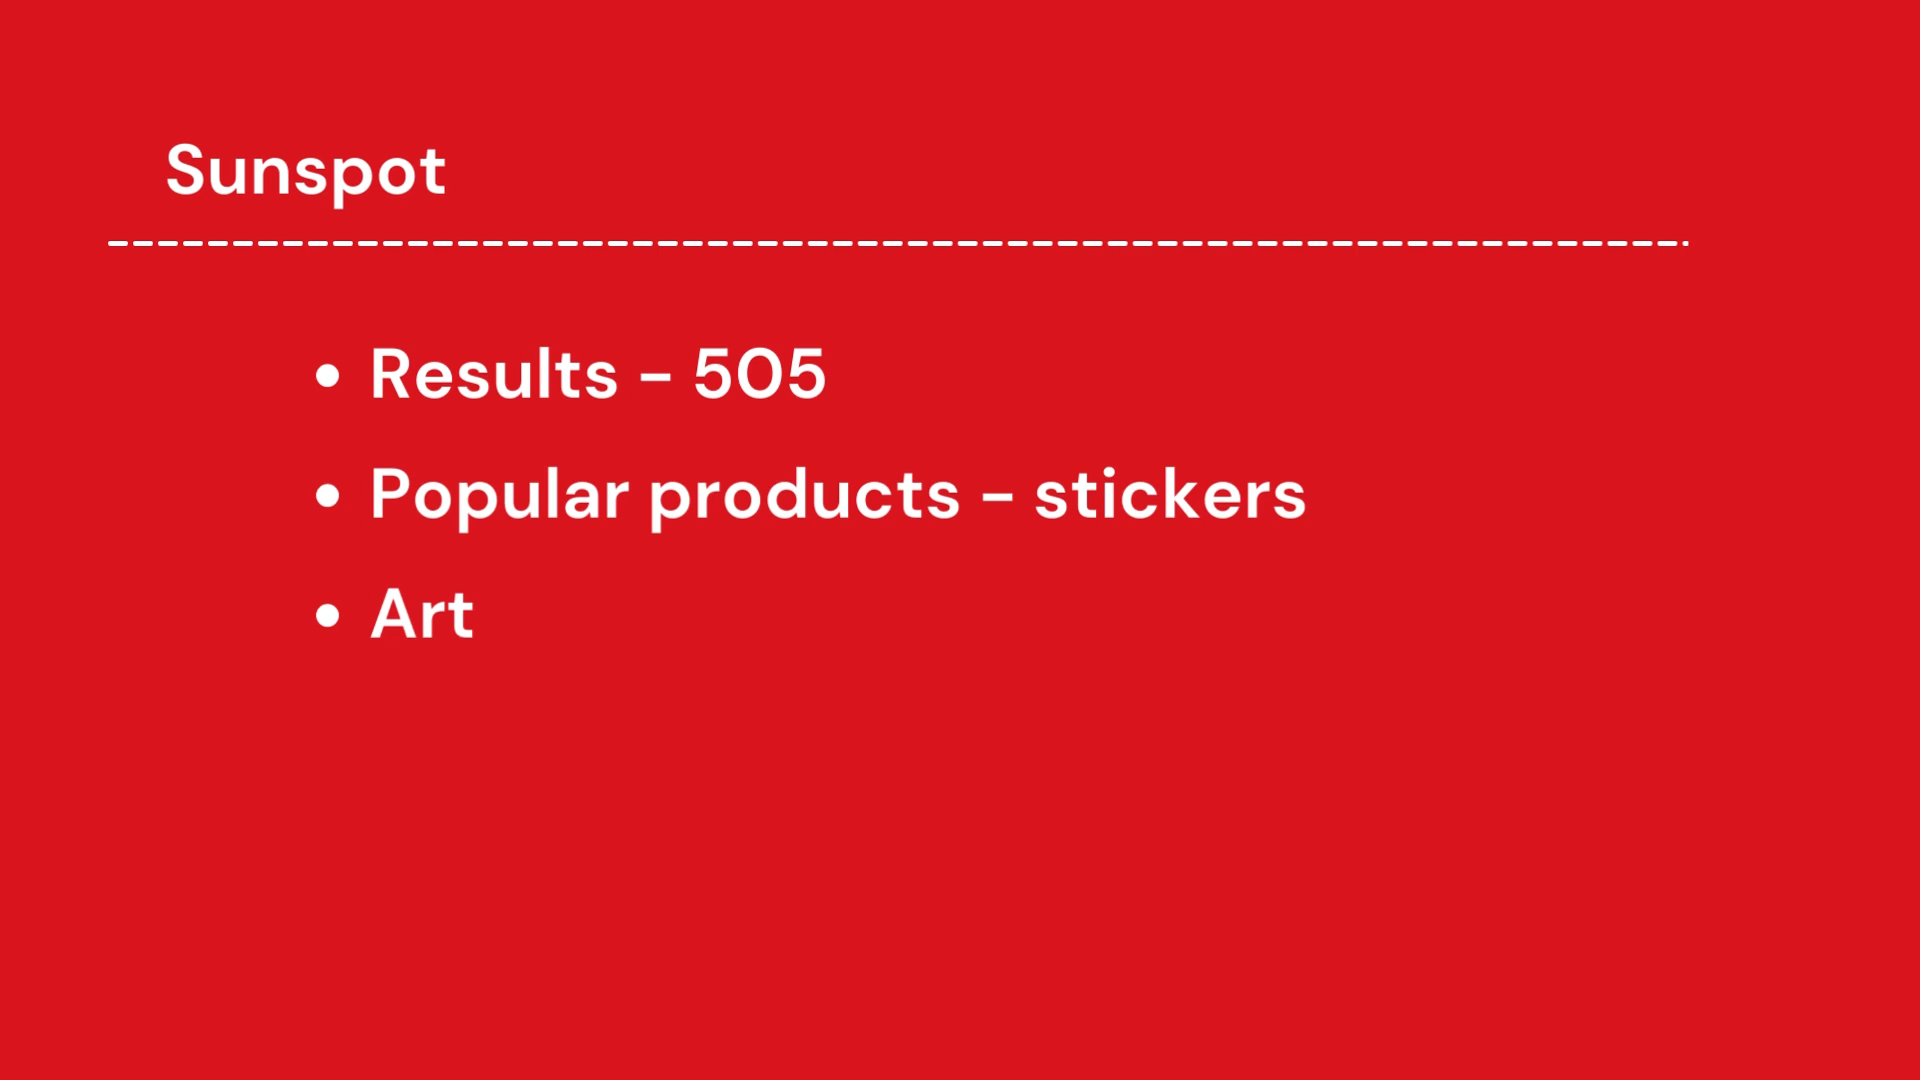 Sunspot
• Results – 505
• Popular products – stickers
• Art